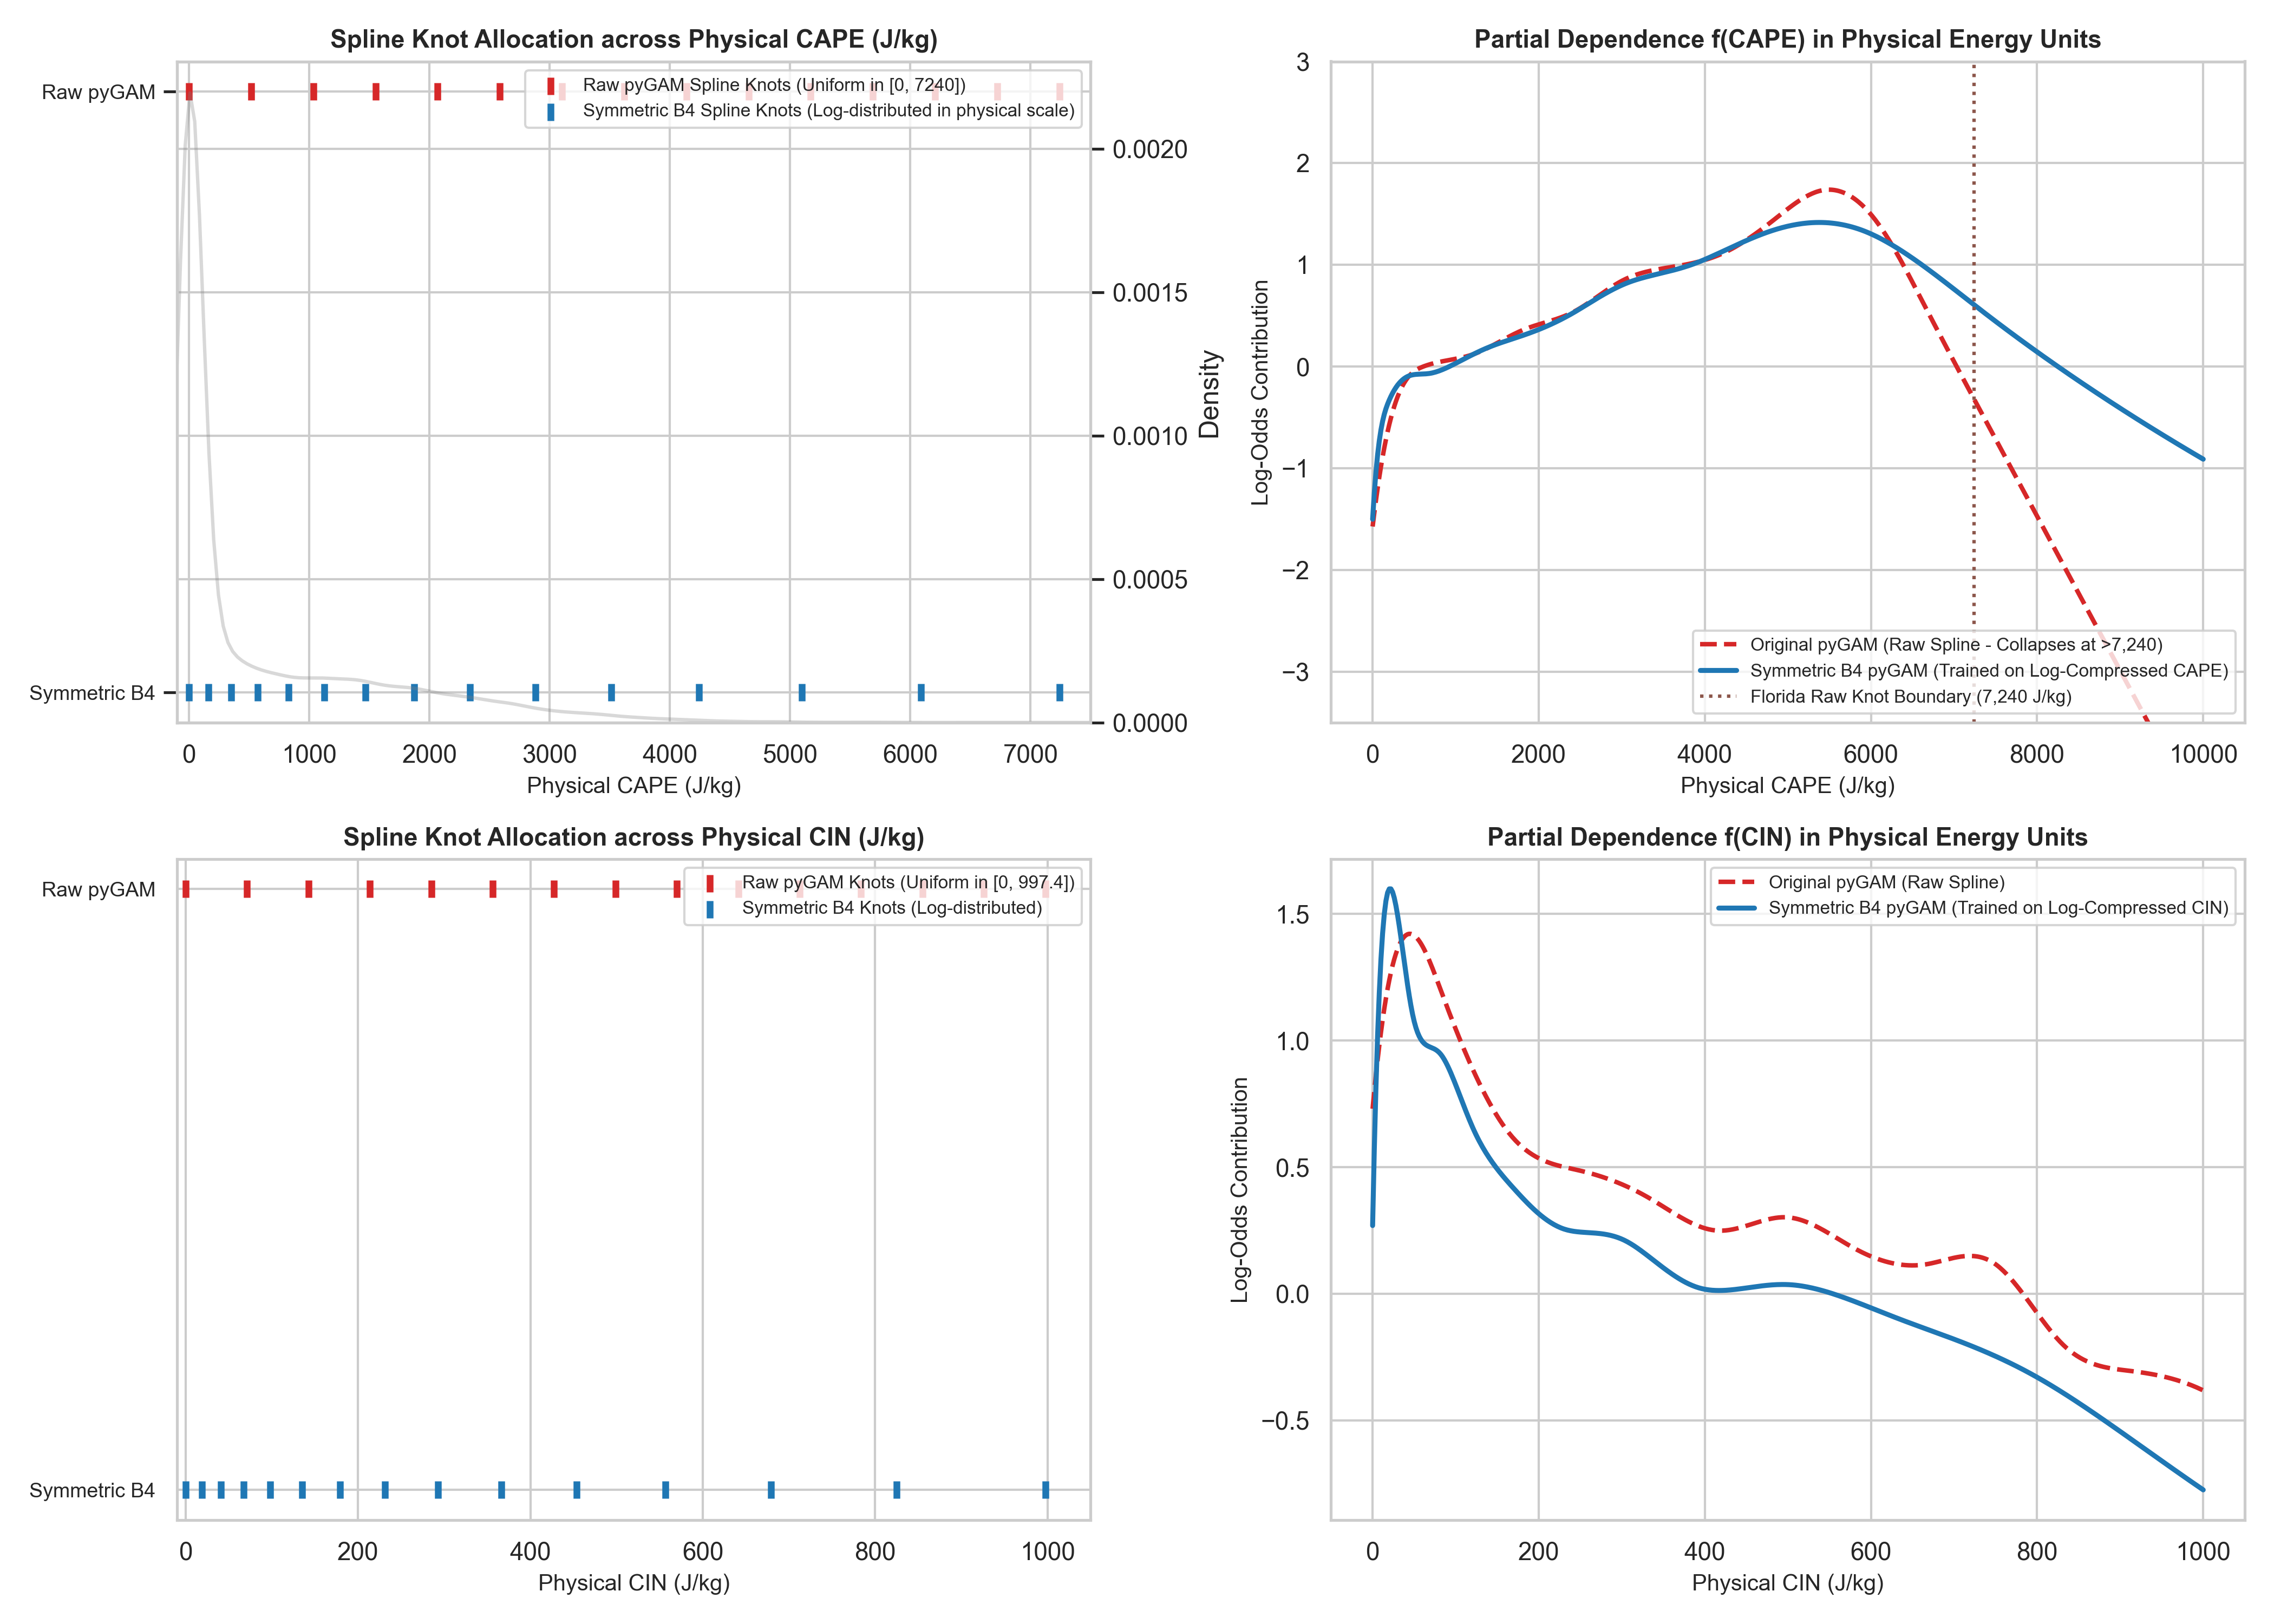 Spline Knot Allocation across Physical CAPE (J/kg)
Raw pyGAM
Symmetric B4
Raw pyGAM Spline Knots (Uniform in [0, 7240])
Symmetric B4 Spline Knots (Log-distributed in physical scale)
0.0020
0.0015
0.0010
0.0005
0.0000
Density
0 1000 2000 3000 4000 5000 6000 7000
Physical CAPE (J/kg)
Partial Dependence f(CAPE) in Physical Energy Units
3
2
1
0
−1
−2
−3
Log-Odds Contribution
Original pyGAM (Raw Spline - Collapses at >7,240)
Symmetric B4 pyGAM (Trained on Log-Compressed CAPE)
Florida Raw Knot Boundary (7,240 J/kg)
0 2000 4000 6000 8000 10000
Physical CAPE (J/kg)
Spline Knot Allocation across Physical CIN (J/kg)
Raw pyGAM
Symmetric B4
Raw pyGAM Knots (Uniform in [0, 997.4])
Symmetric B4 Knots (Log-distributed)
0 200 400 600 800 1000
Physical CIN (J/kg)
Partial Dependence f(CIN) in Physical Energy Units
Original pyGAM (Raw Spline)
Symmetric B4 pyGAM (Trained on Log-Compressed CIN)
1.5
1.0
0.5
0.0
−0.5
Log-Odds Contribution
0 200 400 600 800 1000
Physical CIN (J/kg)